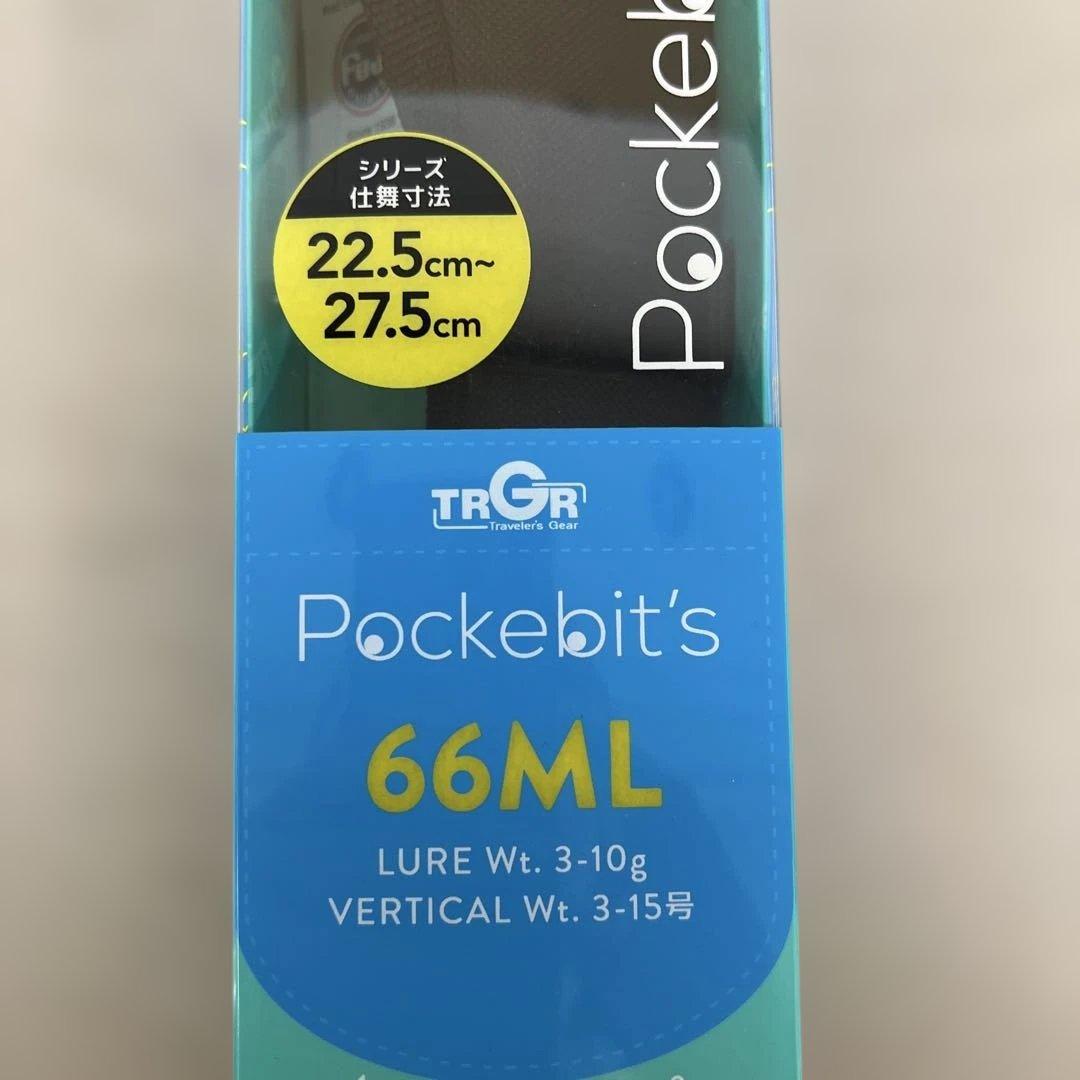 シリーズ
仕舞寸法
22.5cm~
27.5cm
Pockeb
TRGR
Traveler's Gear
Pockebit's
66ML
LURE Wt. 3-10g
VERTICAL Wt. 3-15号